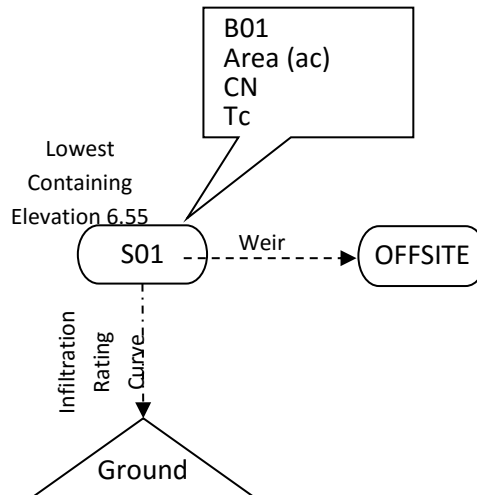 B01
Area (ac)
CN
Tc
Lowest
Containing
Elevation 6.55
S01
Weir
OFFSITE
Infiltration
Rating
Curve
Ground